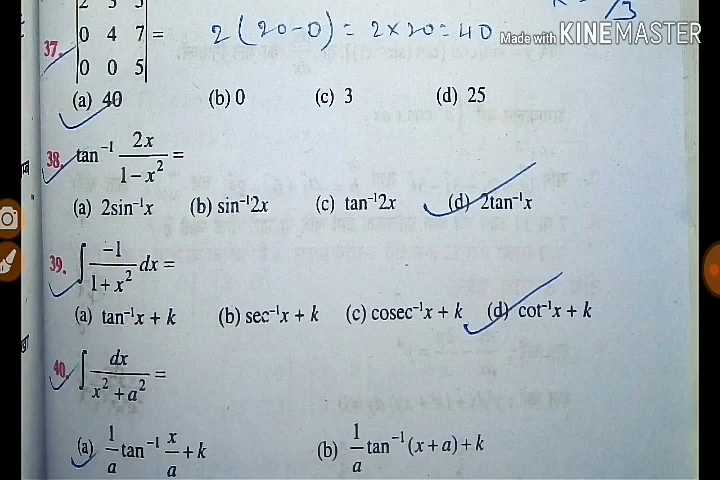 2 3 5
0 4 7
0 0 5
37. = 2 (20-0) = 2 x 20 = 40
Made with KINEMASTER
(a) 40 (b) 0 (c) 3 (d) 25
38. tan⁻¹ 2x/(1−x²) =
(a) 2sin⁻¹x (b) sin⁻¹2x (c) tan⁻¹2x (d) 2tan⁻¹x
39. ∫ −1/(1+x²) dx =
(a) tan⁻¹x + k (b) sec⁻¹x + k (c) cosec⁻¹x + k (d) cot⁻¹x + k
40. ∫ dx/(x²+a²) =
(a) 1/a tan⁻¹ x/a + k (b) 1/a tan⁻¹(x+a)+k